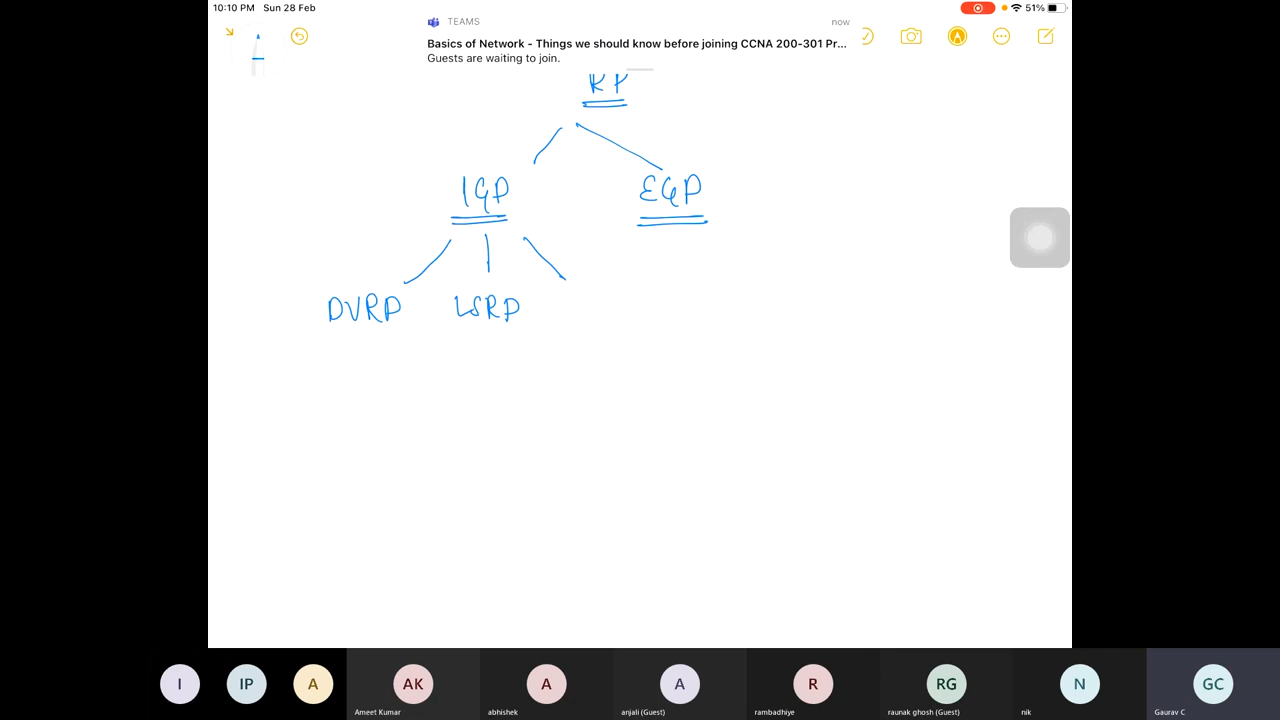 10:10 PM Sun 28 Feb
51%
TEAMS
now
Basics of Network - Things we should know before joining CCNA 200-301 Pr...
Guests are waiting to join.
RP
IGP EGP
DVRP LSRP
I IP A AK A A R RG N GC
Ameet Kumar abhishek anjali (Guest) rambadhiye raunak ghosh (Guest) nik Gaurav C